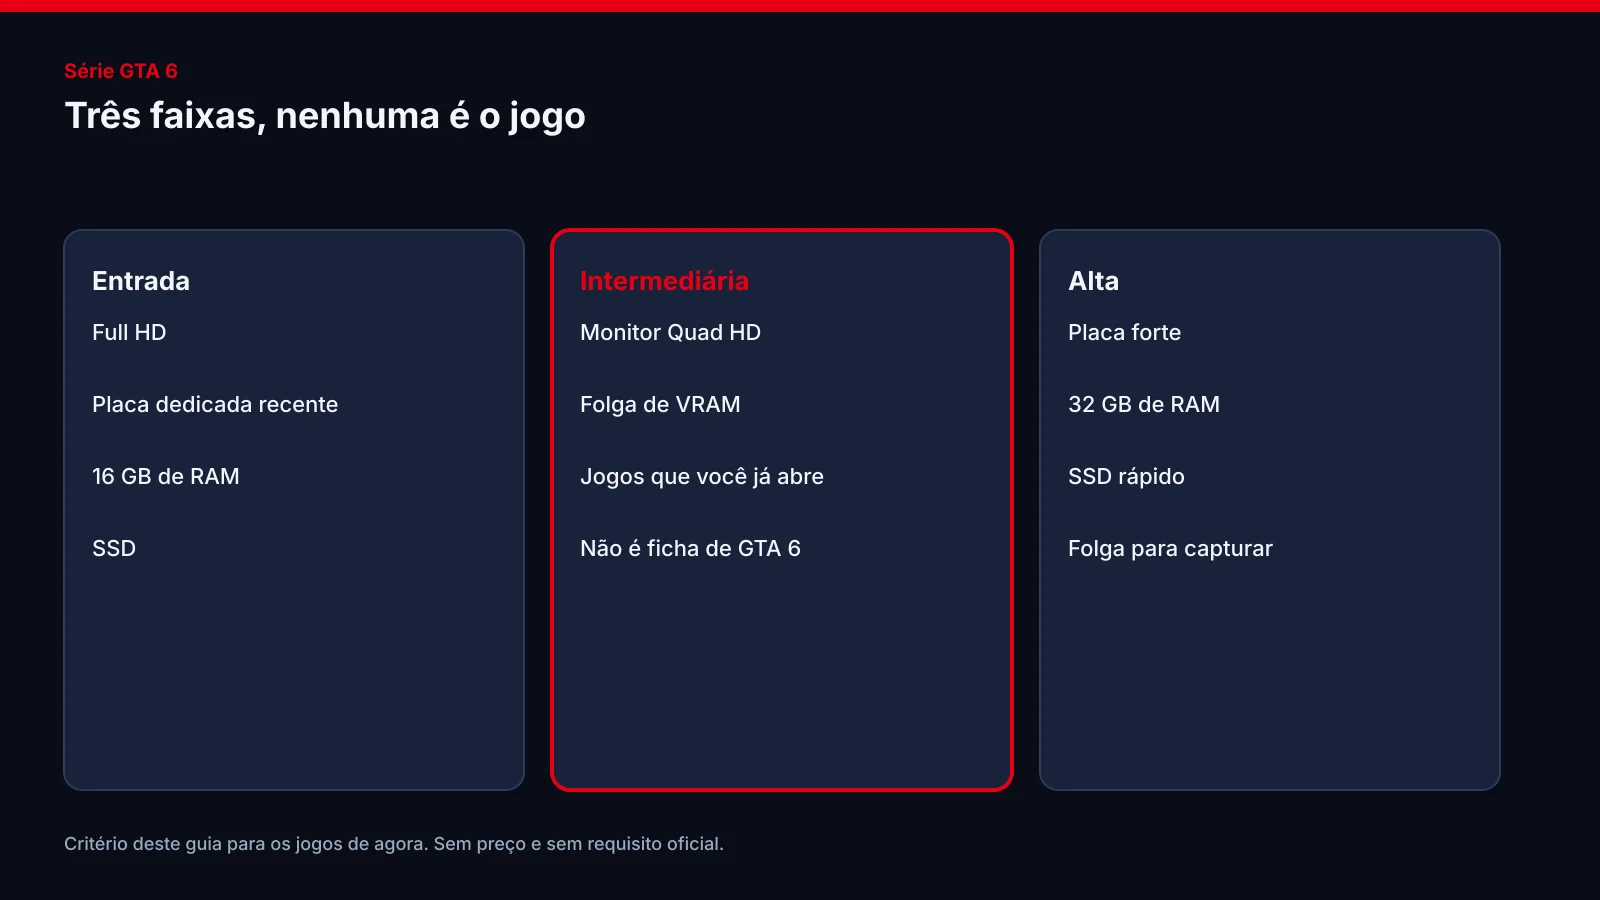 Série GTA 6
Três faixas, nenhuma é o jogo
Entrada
Full HD
Placa dedicada recente
16 GB de RAM
SSD
Intermediária
Monitor Quad HD
Folga de VRAM
Jogos que você já abre
Não é ficha de GTA 6
Alta
Placa forte
32 GB de RAM
SSD rápido
Folga para capturar
Critério deste guia para os jogos de agora. Sem preço e sem requisito oficial.